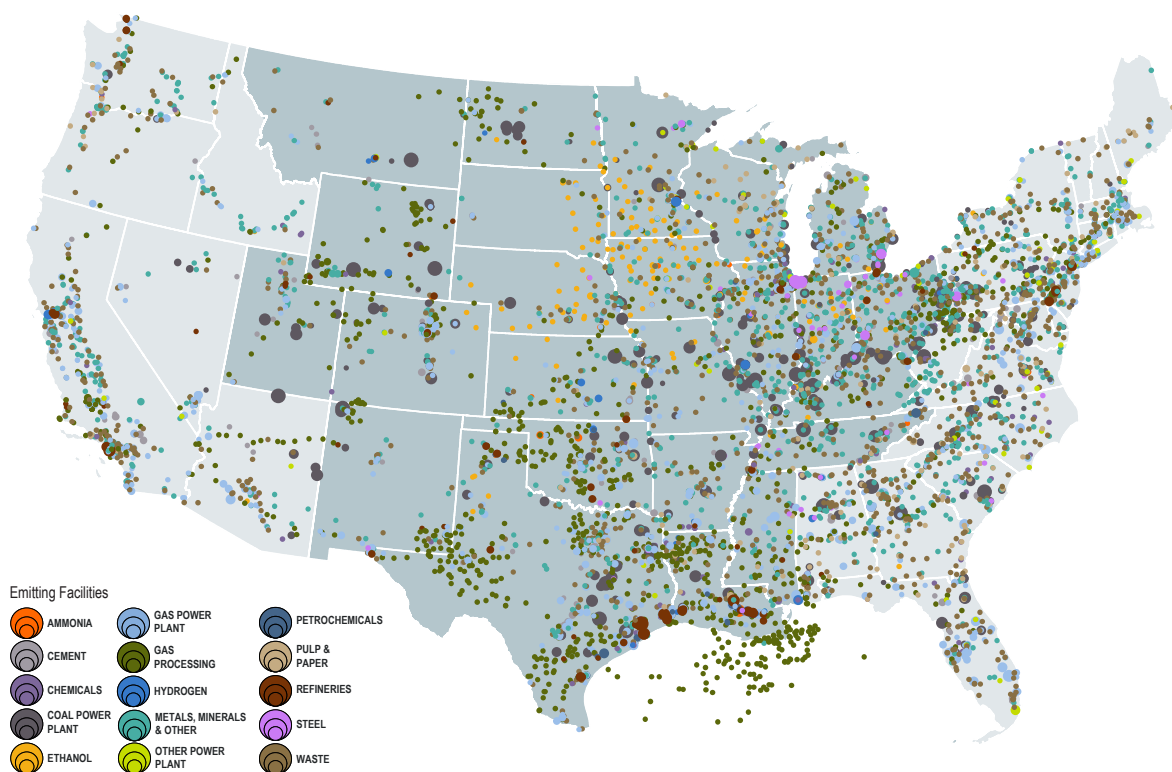 Emitting Facilities
AMMONIA
CEMENT
CHEMICALS
COAL POWER
PLANT
ETHANOL
GAS POWER
PLANT
GAS
PROCESSING
HYDROGEN
METALS, MINERALS
& OTHER
OTHER POWER
PLANT
PETROCHEMICALS
PULP &
PAPER
REFINERIES
STEEL
WASTE